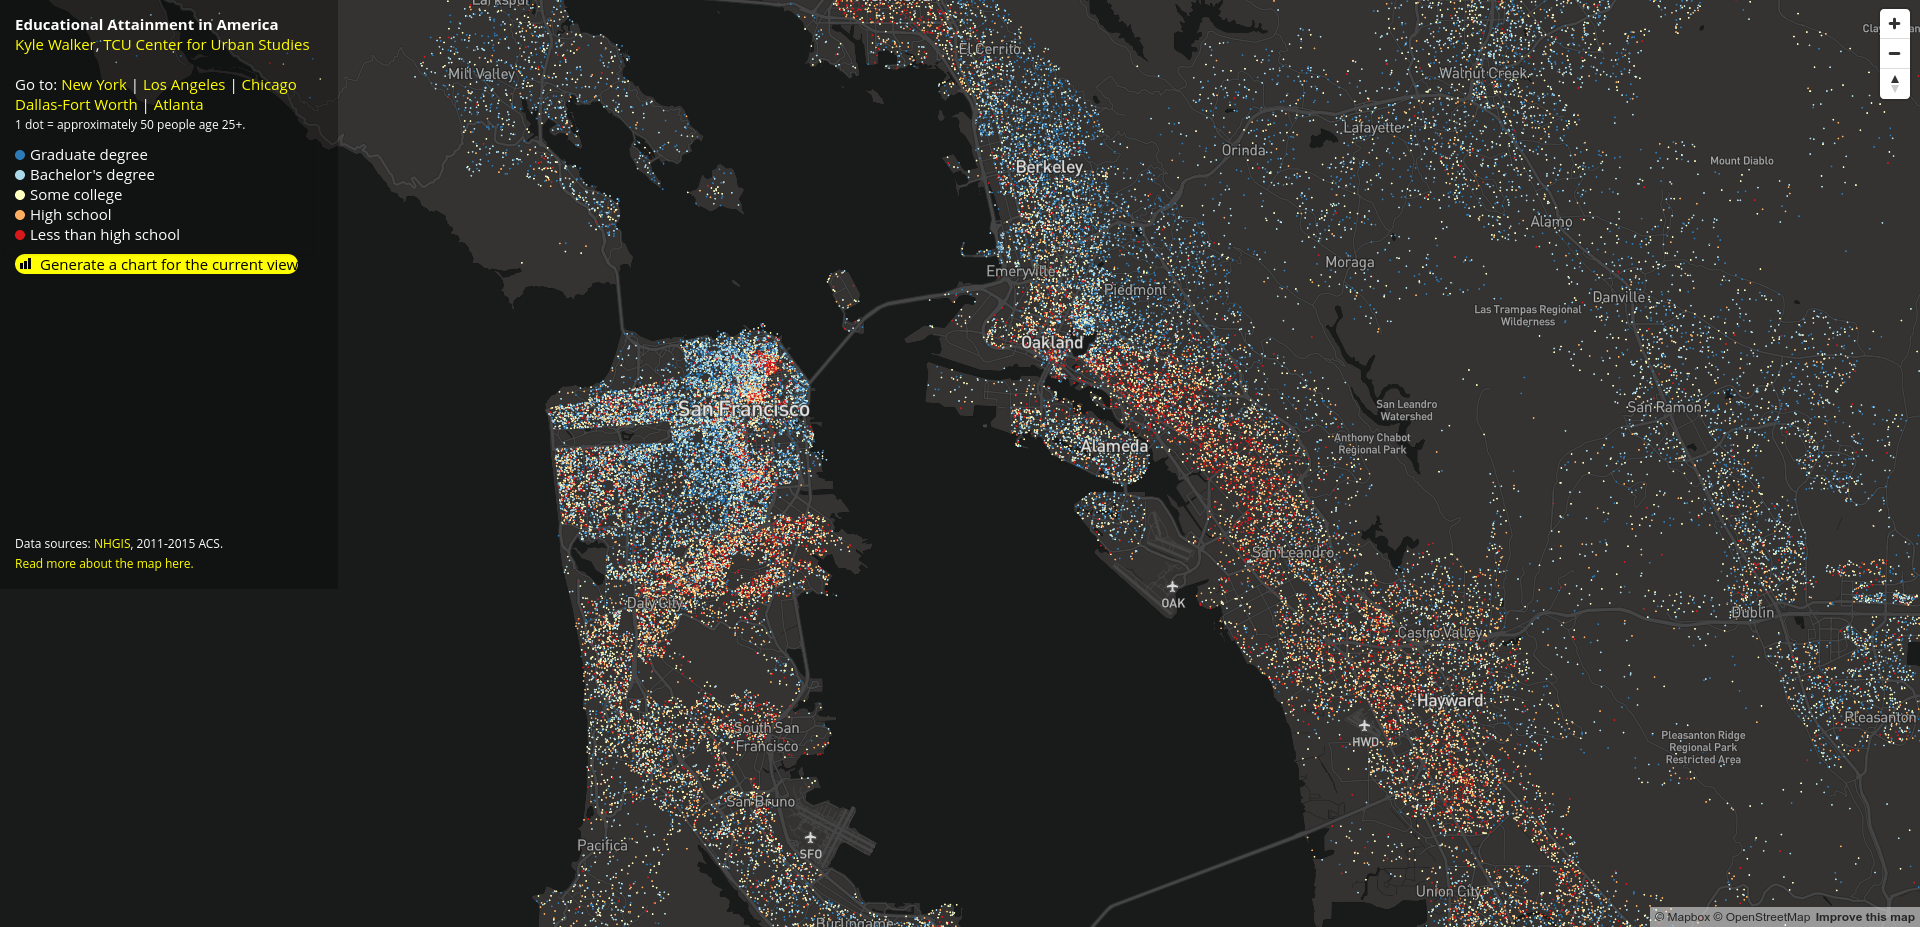 Educational Attainment in America
Kyle Walker, TCU Center for Urban Studies
Go to: New York | Los Angeles | Chicago
Dallas-Fort Worth | Atlanta
1 dot = approximately 50 people age 25+.
Graduate degree
Bachelor's degree
Some college
High school
Less than high school
Generate a chart for the current view
Data sources: NHGIS, 2011-2015 ACS.
Read more about the map here.
Larkspur
El Cerrito
Mill Valley
Walnut Creek
Lafayette
Orinda
Mount Diablo
Berkeley
Alamo
Moraga
Emeryville
Piedmont
Danville
Las Trampas Regional
Wilderness
Oakland
San Francisco
San Leandro
Watershed
San Ramon
Anthony Chabot
Regional Park
Alameda
San Leandro
OAK
Daly City
Dublin
Castro Valley
Hayward
Pleasanton
South San
Francisco
HWD
Pleasanton Ridge
Regional Park
Restricted Area
San Bruno
Pacifica
SFO
Union City
Burlingame
© Mapbox © OpenStreetMap Improve this map